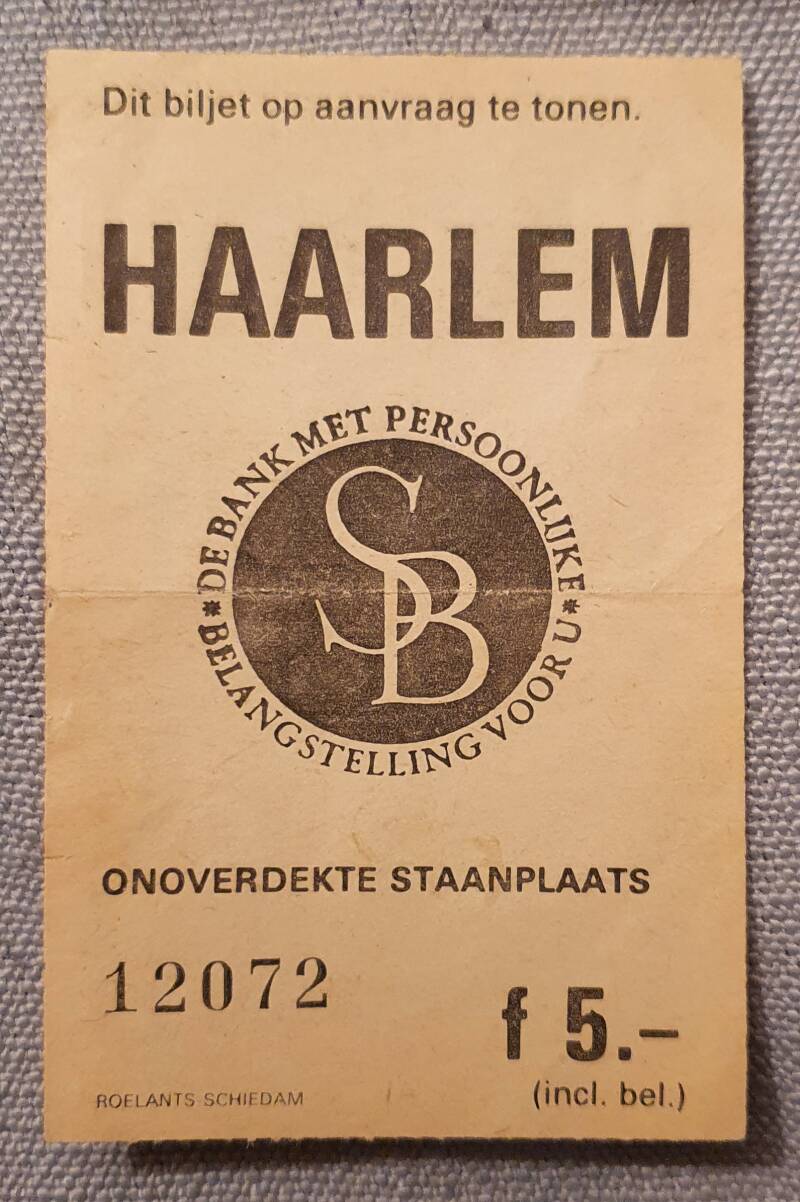 Dit biljet op aanvraag te tonen.
HAARLEM
* DE BANK MET PERSOONLIJKE *
BELANGSTELLING VOOR U
SB
ONOVERDEKTE STAANPLAATS
12072
f 5.-
(incl. bel.)
ROELANTS-SCHIEDAM